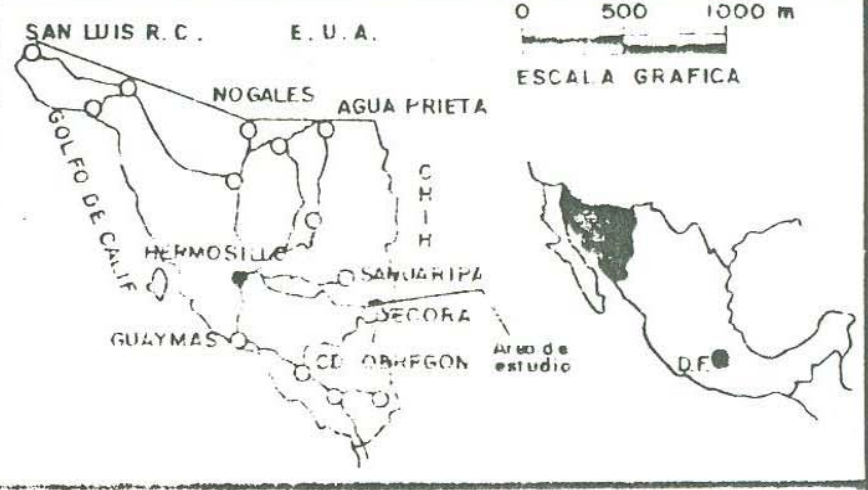 0 500 1000 m
ESCALA GRAFICA
SAN LUIS R.C. E. U. A.
NOGALES
AGUA PRIETA
GOLFO DE CALIF
CHIH
HERMOSILLO
GUAYMAS
CD OBREGON
Area de
estudio
D.F.